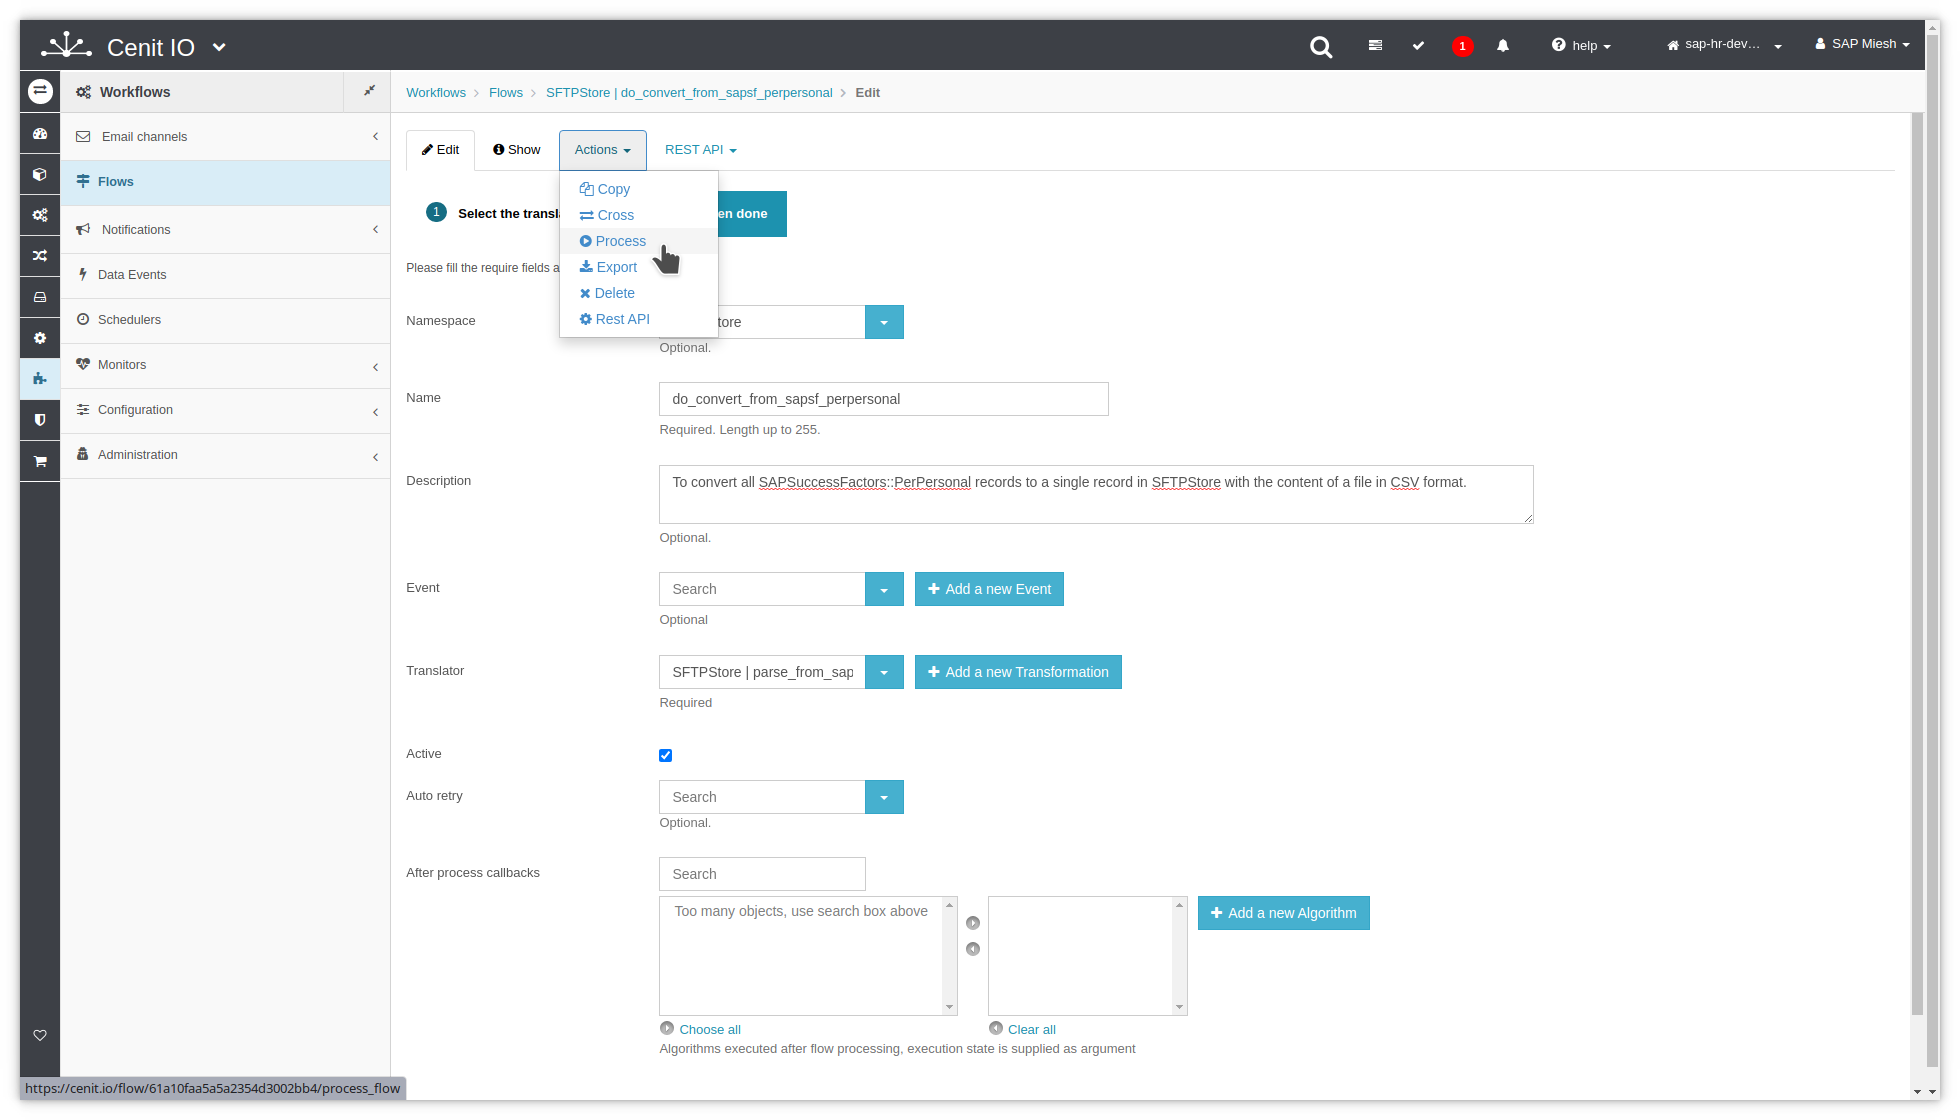 Cenit IO
1
help
sap-hr-dev...
SAP Miesh
Workflows
Workflows
Flows
SFTPStore | do_convert_from_sapsf_perpersonal
Edit
Email channels
Flows
Notifications
Data Events
Schedulers
Monitors
Configuration
Administration
Edit
Show
Actions
REST API
Copy
Cross
Process
Export
Delete
Rest API
1
Select the transla
en done
Please fill the require fields a
Namespace
tore
Optional.
Name
do_convert_from_sapsf_perpersonal
Required. Length up to 255.
Description
To convert all SAPSuccessFactors::PerPersonal records to a single record in SFTPStore with the content of a file in CSV format.
Optional.
Event
Search
Add a new Event
Optional
Translator
SFTPStore | parse_from_sap
Add a new Transformation
Required
Active
Auto retry
Search
Optional.
After process callbacks
Search
Too many objects, use search box above
Add a new Algorithm
Choose all
Clear all
Algorithms executed after flow processing, execution state is supplied as argument
https://cenit.io/flow/61a10faa5a5a2354d3002bb4/process_flow